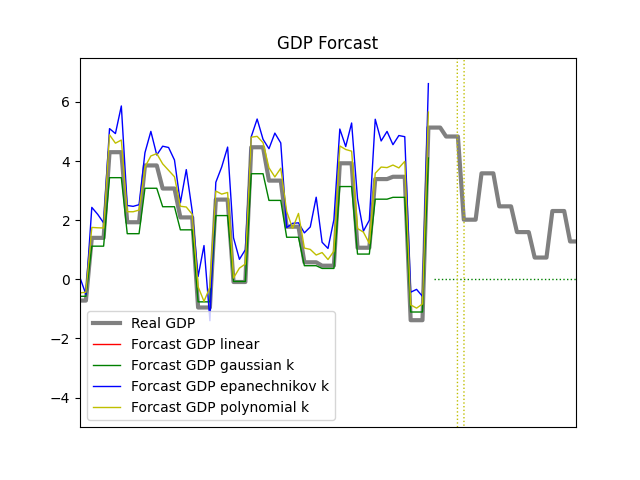 GDP Forcast
6
4
2
0
−2
−4
Real GDP
Forcast GDP linear
Forcast GDP gaussian k
Forcast GDP epanechnikov k
Forcast GDP polynomial k